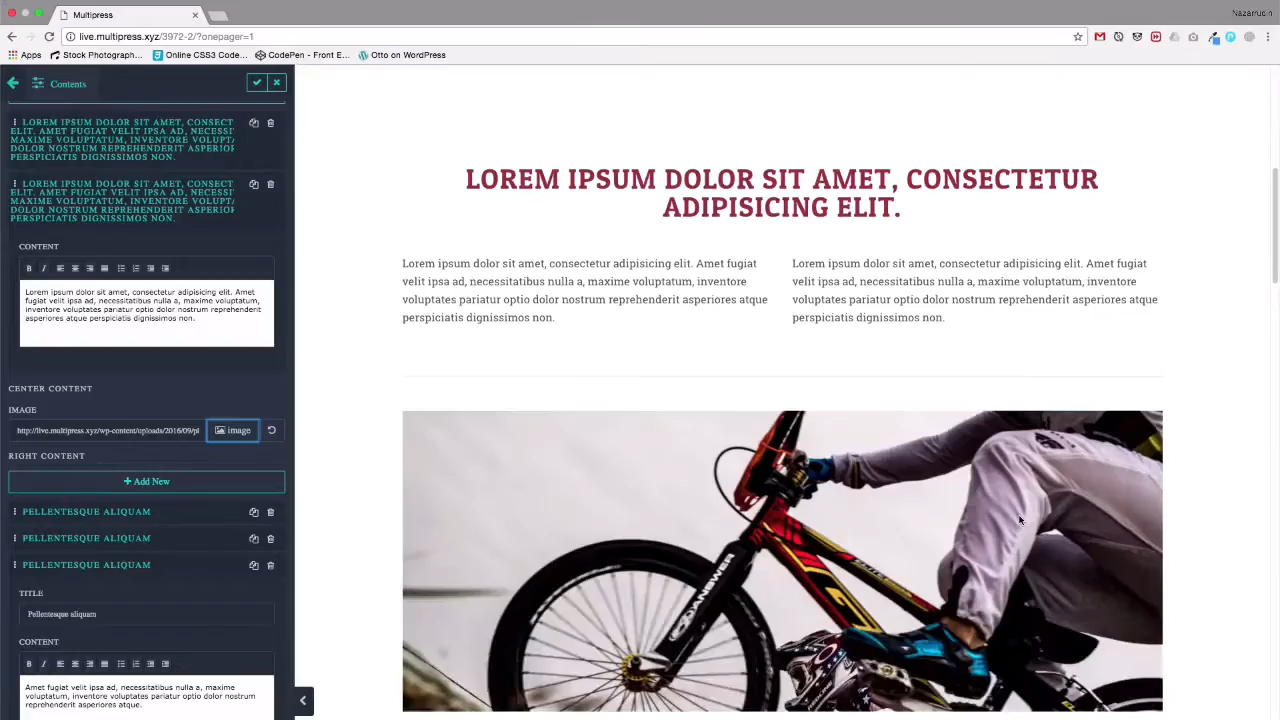 Multipress
Nazarrudin
live.multipress.xyz/3972-2/?onepager=1
Apps
Stock Photograph...
Online CSS3 Code...
CodePen - Front E...
Otto on WordPress
Contents
LOREM IPSUM DOLOR SIT AMET, CONSECT
ELIT. AMET FUGIAT VELIT IPSA AD, NECESSI
MAXIME VOLUPTATUM, INVENTORE VOLUPTA
DOLOR NOSTRUM REPREHENDERIT ASPERIOR
PERSPICIATIS DIGNISSIMOS NON.
LOREM IPSUM DOLOR SIT AMET, CONSECT
ELIT. AMET FUGIAT VELIT IPSA AD, NECESSI
MAXIME VOLUPTATUM, INVENTORE VOLUPTA
DOLOR NOSTRUM REPREHENDERIT ASPERIOR
PERSPICIATIS DIGNISSIMOS NON.
CONTENT
B I
Lorem ipsum dolor sit amet, consectetur adipisicing elit. Amet
fugiat velit ipsa ad, necessitatibus nulla a, maxime voluptatum,
inventore voluptates pariatur optio dolor nostrum reprehenderit
asperiores atque perspiciatis dignissimos non.
CENTER CONTENT
IMAGE
http://live.multipress.xyz/wp-content/uploads/2016/09/pl
image
RIGHT CONTENT
+ Add New
PELLENTESQUE ALIQUAM
PELLENTESQUE ALIQUAM
PELLENTESQUE ALIQUAM
TITLE
Pellentesque aliquam
CONTENT
B I
Amet fugiat velit ipsa ad, necessitatibus nulla a, maxime
voluptatum, inventore voluptates pariatur optio dolor nostrum
reprehenderit asperiores atque.
LOREM IPSUM DOLOR SIT AMET, CONSECTETUR
ADIPISICING ELIT.
Lorem ipsum dolor sit amet, consectetur adipisicing elit. Amet fugiat
velit ipsa ad, necessitatibus nulla a, maxime voluptatum, inventore
voluptates pariatur optio dolor nostrum reprehenderit asperiores atque
perspiciatis dignissimos non.
Lorem ipsum dolor sit amet, consectetur adipisicing elit. Amet fugiat
velit ipsa ad, necessitatibus nulla a, maxime voluptatum, inventore
voluptates pariatur optio dolor nostrum reprehenderit asperiores atque
perspiciatis dignissimos non.
ANSWER